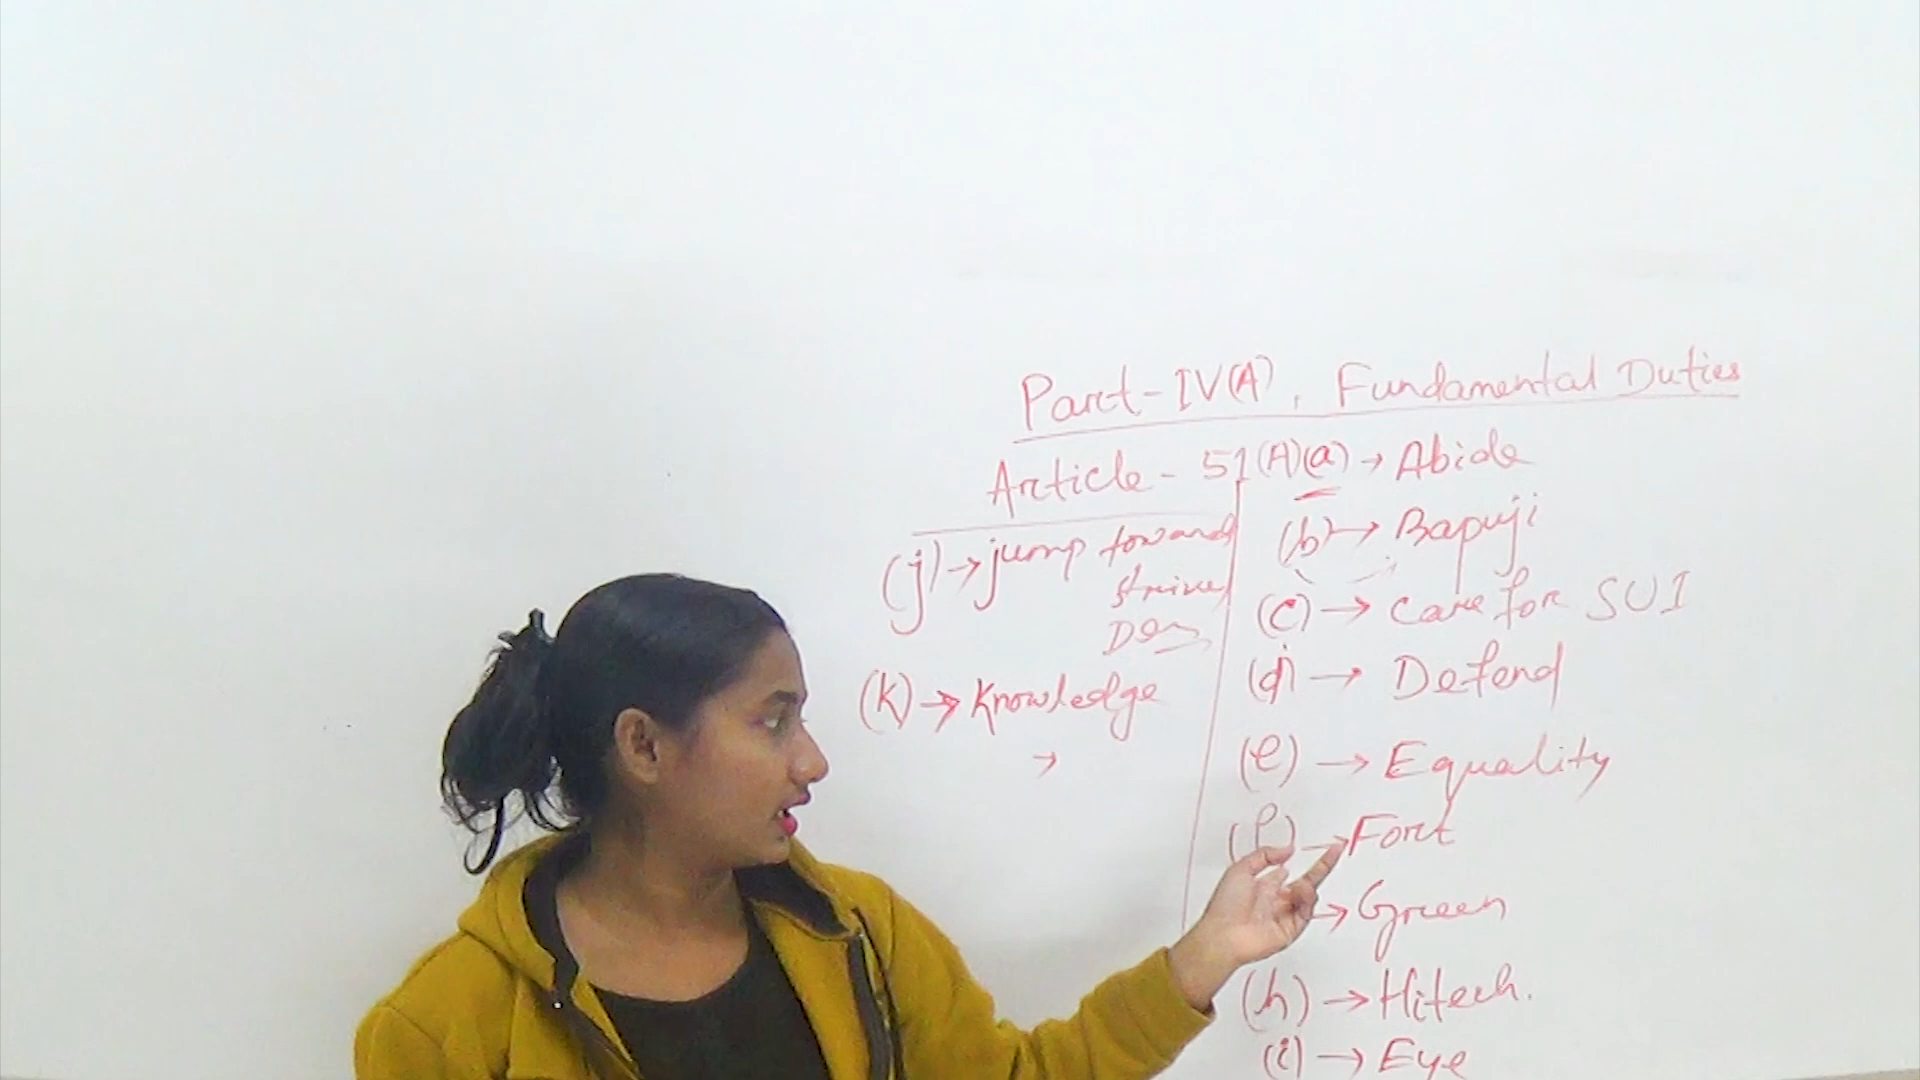 Part-IV(A), Fundamental Duties
Article - 51(A)(a) → Abide
(b) → Bapuji
(c) → Care for SUI
(d) → Defend
(e) → Equality
(f) → Fort
→ Green
(h) → Hitech.
(i) → Eye
(j) → jump toward
strive
(k) → Knowledge
→